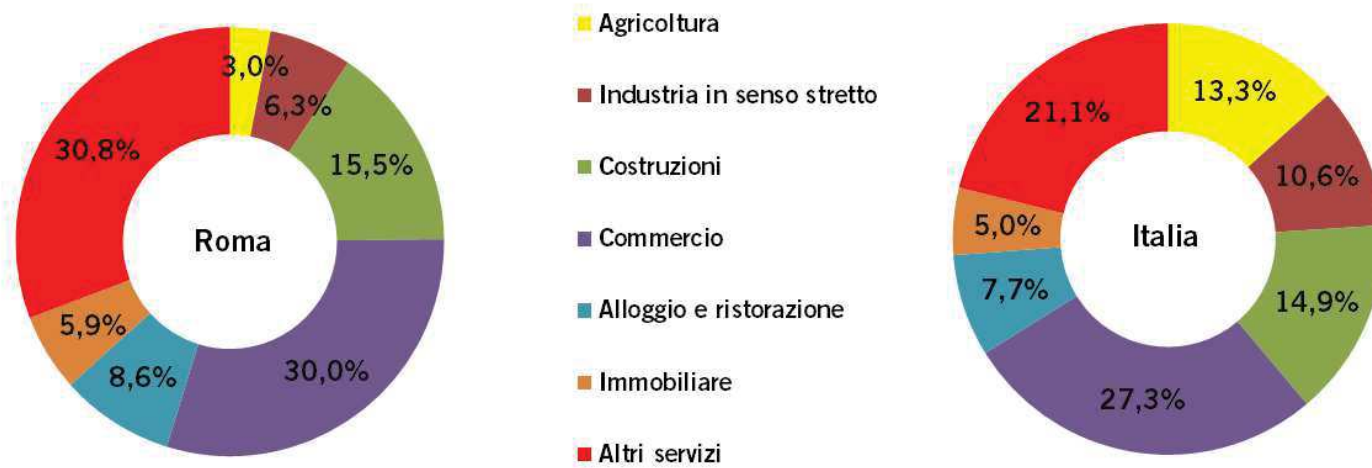 3,0%
6,3%
15,5%
30,0%
8,6%
5,9%
30,8%
Roma
Agricoltura
Industria in senso stretto
Costruzioni
Commercio
Alloggio e ristorazione
Immobiliare
Altri servizi
13,3%
10,6%
14,9%
27,3%
7,7%
5,0%
21,1%
Italia